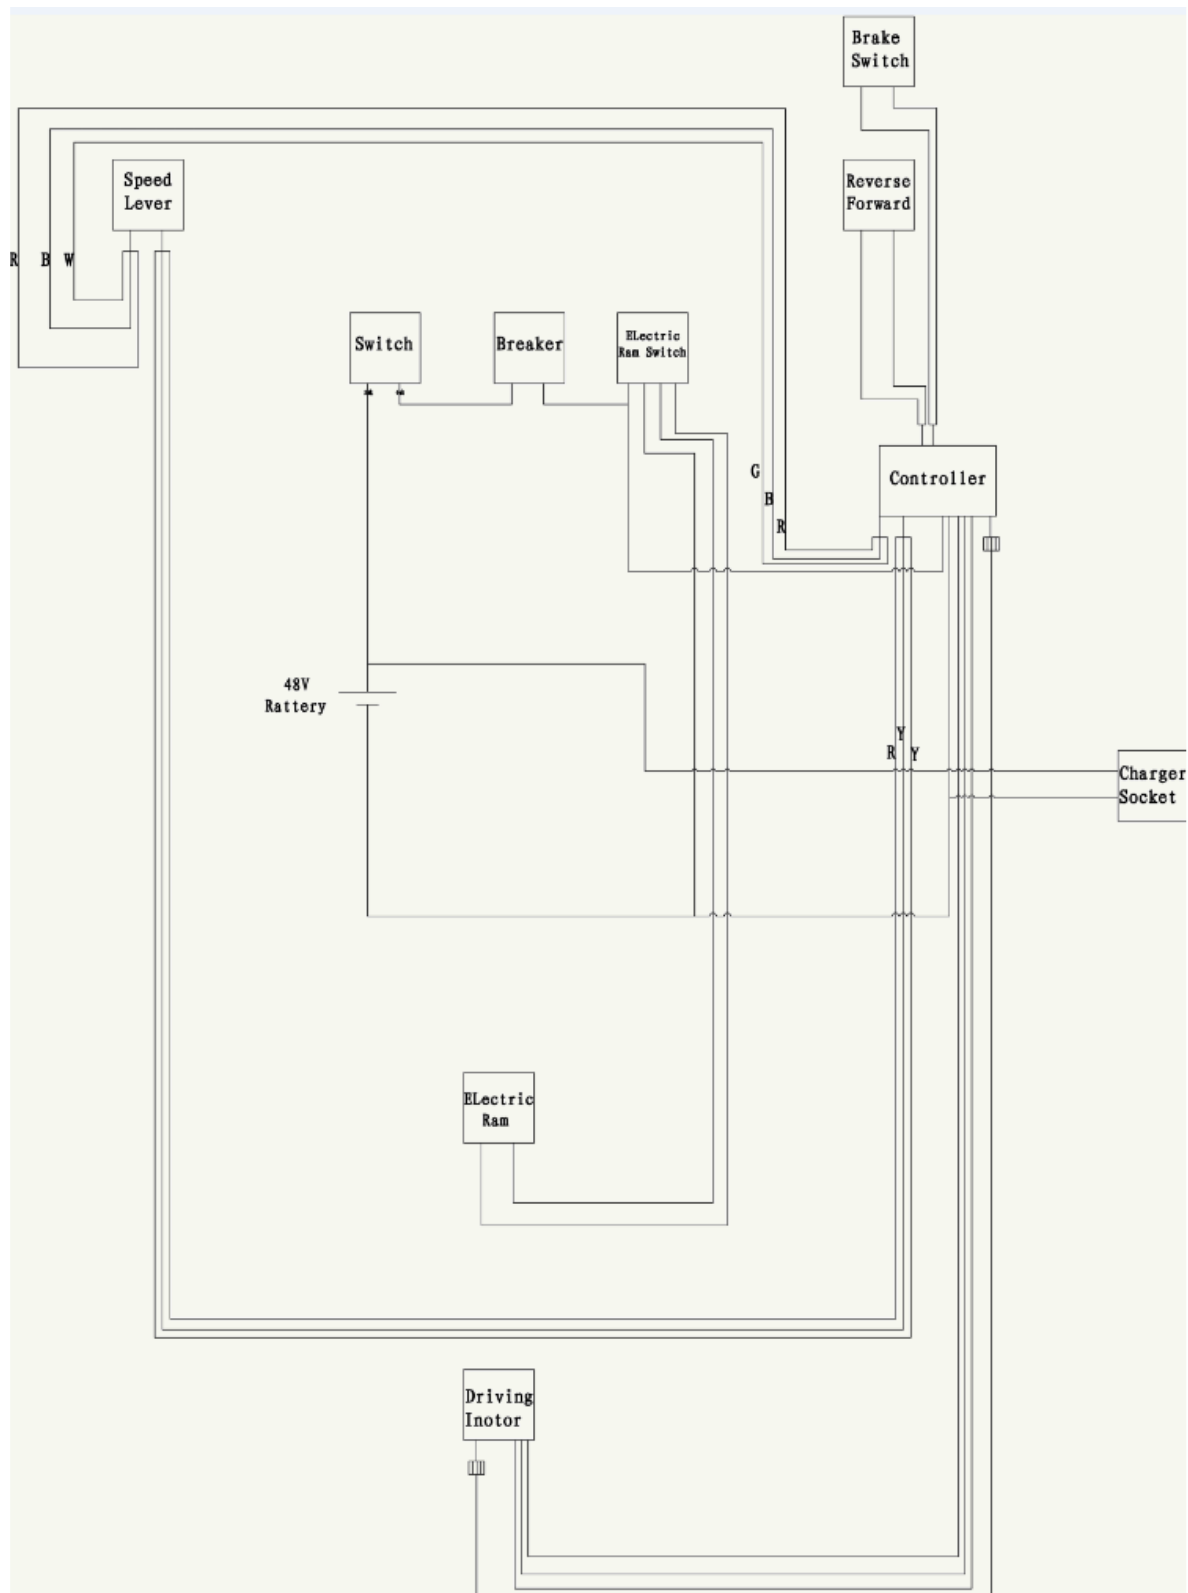 Brake
Switch
Speed
Lever
Reverse
Forward
R
B
W
Switch
Breaker
ELectric
Ram Switch
G
B
R
Controller
48V
Rattery
Y
R
Y
Charger
Socket
ELectric
Ram
Driving
Inotor